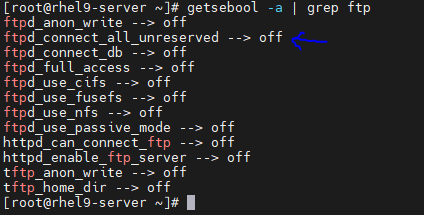 [root@rhel9-server ~]# getsebool -a | grep ftp
ftpd_anon_write --> off
ftpd_connect_all_unreserved --> off
ftpd_connect_db --> off
ftpd_full_access --> off
ftpd_use_cifs --> off
ftpd_use_fusefs --> off
ftpd_use_nfs --> off
ftpd_use_passive_mode --> off
httpd_can_connect_ftp --> off
httpd_enable_ftp_server --> off
tftp_anon_write --> off
tftp_home_dir --> off
[root@rhel9-server ~]#